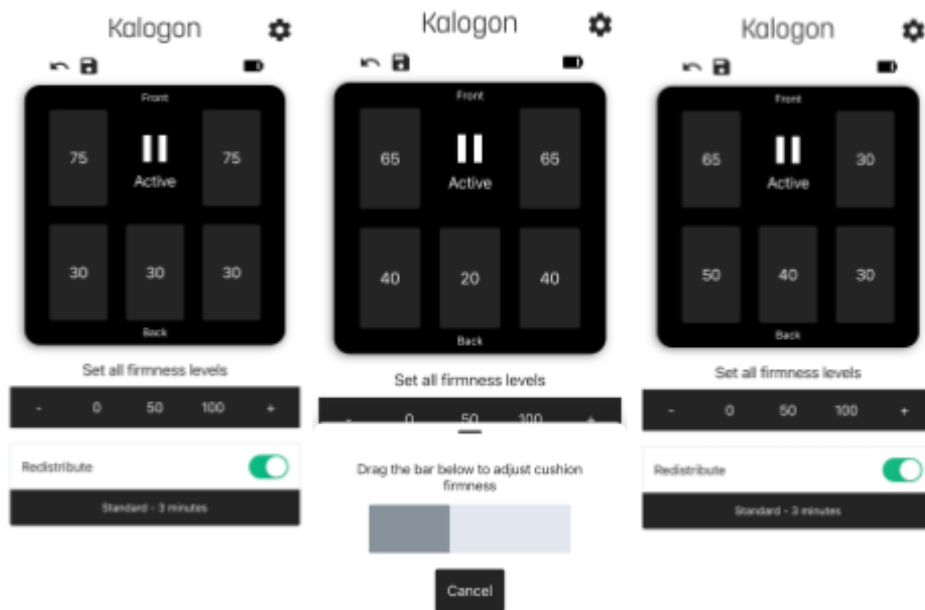 Kalogon
Front
75 75
Active
30 30 30
Back
Set all firmness levels
- 0 50 100 +
Redistribute
Standard - 3 minutes
Kalogon
Front
65 65
Active
40 20 40
Back
Set all firmness levels
- 0 50 100 +
Drag the bar below to adjust cushion
firmness
Cancel
Kalogon
Front
65 30
Active
50 40 30
Back
Set all firmness levels
- 0 50 100 +
Redistribute
Standard - 3 minutes